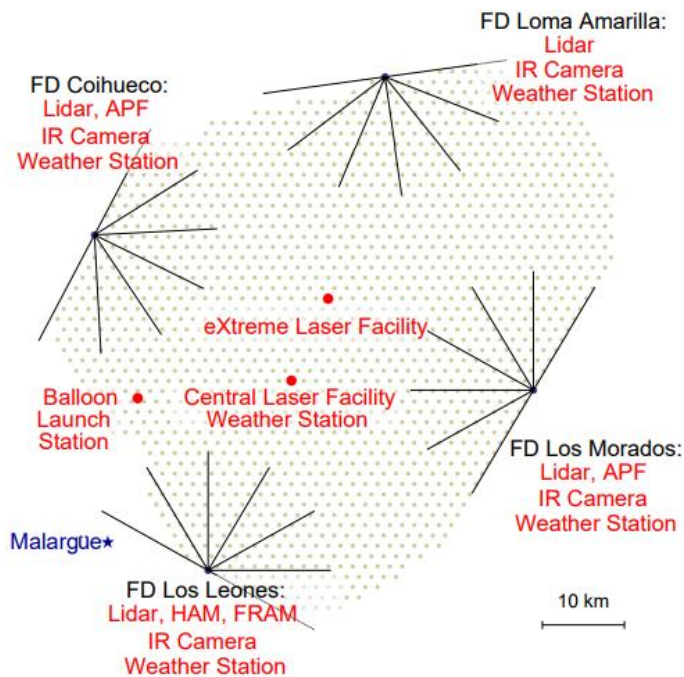 FD Loma Amarilla:
Lidar
IR Camera
Weather Station
FD Coihueco:
Lidar, APF
IR Camera
Weather Station
eXtreme Laser Facility
Balloon
Launch
Station
Central Laser Facility
Weather Station
FD Los Morados:
Lidar, APF
IR Camera
Weather Station
Malargüe
FD Los Leones:
Lidar, HAM, FRAM
IR Camera
Weather Station
10 km